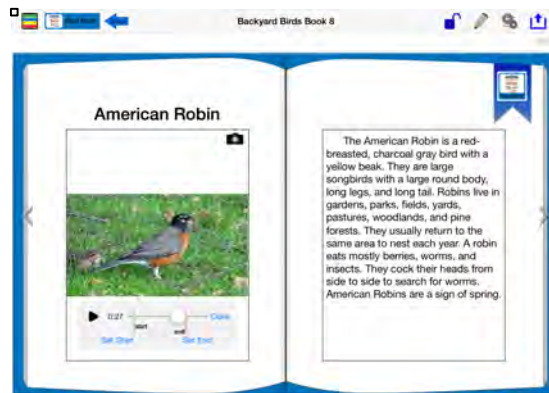 Backyard Birds Book 8
American Robin
The American Robin is a red-
breasted, charcoal gray bird with a
yellow beak. They are large
songbirds with a large round body,
long legs, and long tail. Robins live in
gardens, parks, fields, yards,
pastures, woodlands, and pine
forests. They usually return to the
same area to nest each year. A robin
eats mostly berries, worms, and
insects. They cock their heads from
side to side to search for worms.
American Robins are a sign of spring.
0:27
start
end
Set Start
Set End